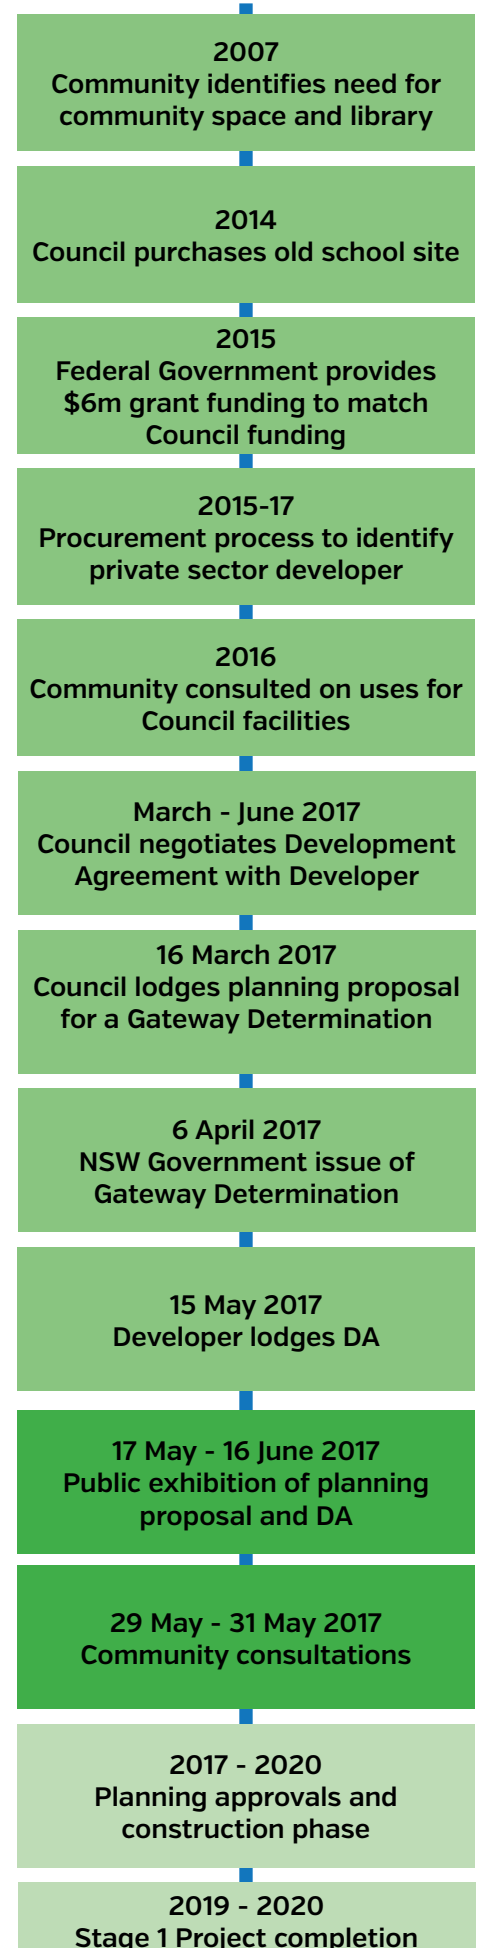 2007
Community identifies need for
community space and library
2014
Council purchases old school site
2015
Federal Government provides
$6m grant funding to match
Council funding
2015-17
Procurement process to identify
private sector developer
2016
Community consulted on uses for
Council facilities
March - June 2017
Council negotiates Development
Agreement with Developer
16 March 2017
Council lodges planning proposal
for a Gateway Determination
6 April 2017
NSW Government issue of
Gateway Determination
15 May 2017
Developer lodges DA
17 May - 16 June 2017
Public exhibition of planning
proposal and DA
29 May - 31 May 2017
Community consultations
2017 - 2020
Planning approvals and
construction phase
2019 - 2020
Stage 1 Project completion